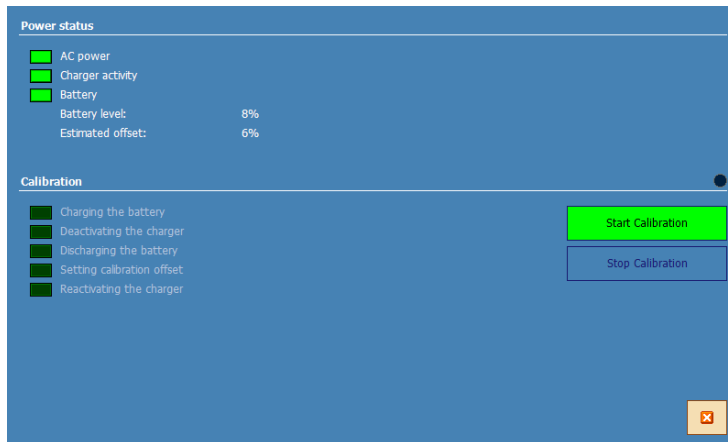 Power status
AC power
Charger activity
Battery
Battery level: 8%
Estimated offset: 6%
Calibration
Charging the battery
Deactivating the charger
Discharging the battery
Setting calibration offset
Reactivating the charger
Start Calibration
Stop Calibration